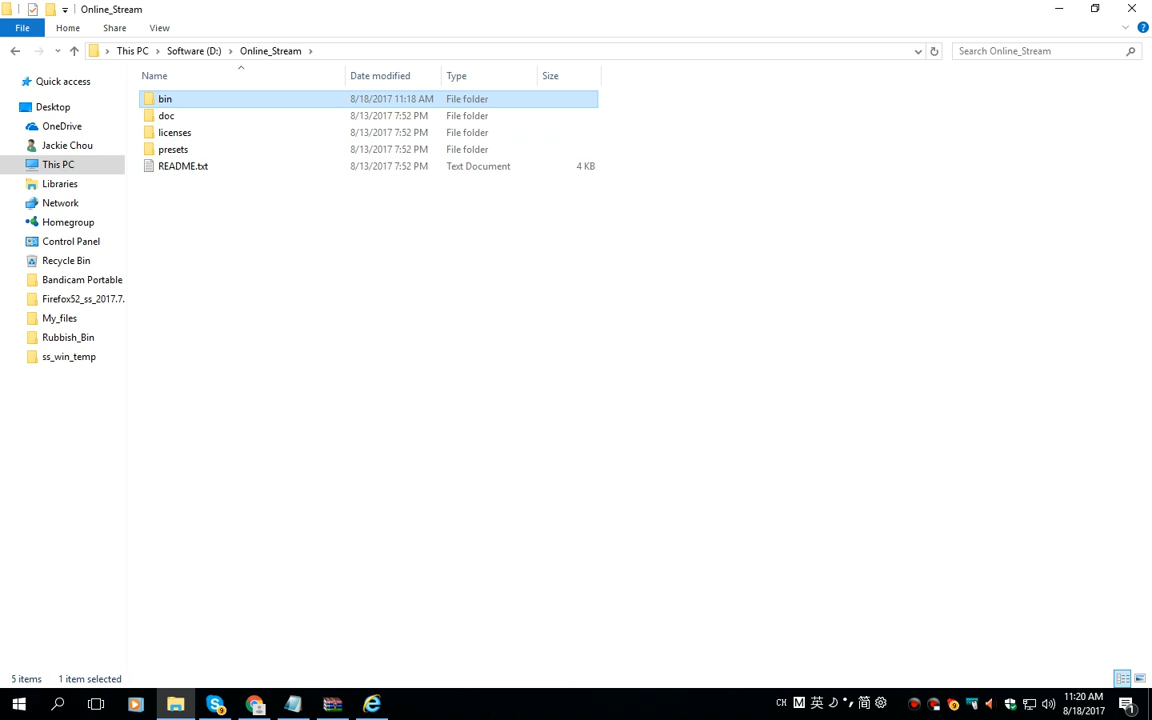 Online_Stream
File Home Share View
This PC Software (D:) Online_Stream Search Online_Stream
Name Date modified Type Size
Quick access
Desktop
OneDrive
Jackie Chou
This PC
Libraries
Network
Homegroup
Control Panel
Recycle Bin
Bandicam Portable
Firefox52_ss_2017.7.
My_files
Rubbish_Bin
ss_win_temp
bin 8/18/2017 11:18 AM File folder
doc 8/13/2017 7:52 PM File folder
licenses 8/13/2017 7:52 PM File folder
presets 8/13/2017 7:52 PM File folder
README.txt 8/13/2017 7:52 PM Text Document 4 KB
5 items 1 item selected
CH M 英 简 11:20 AM
8/18/2017